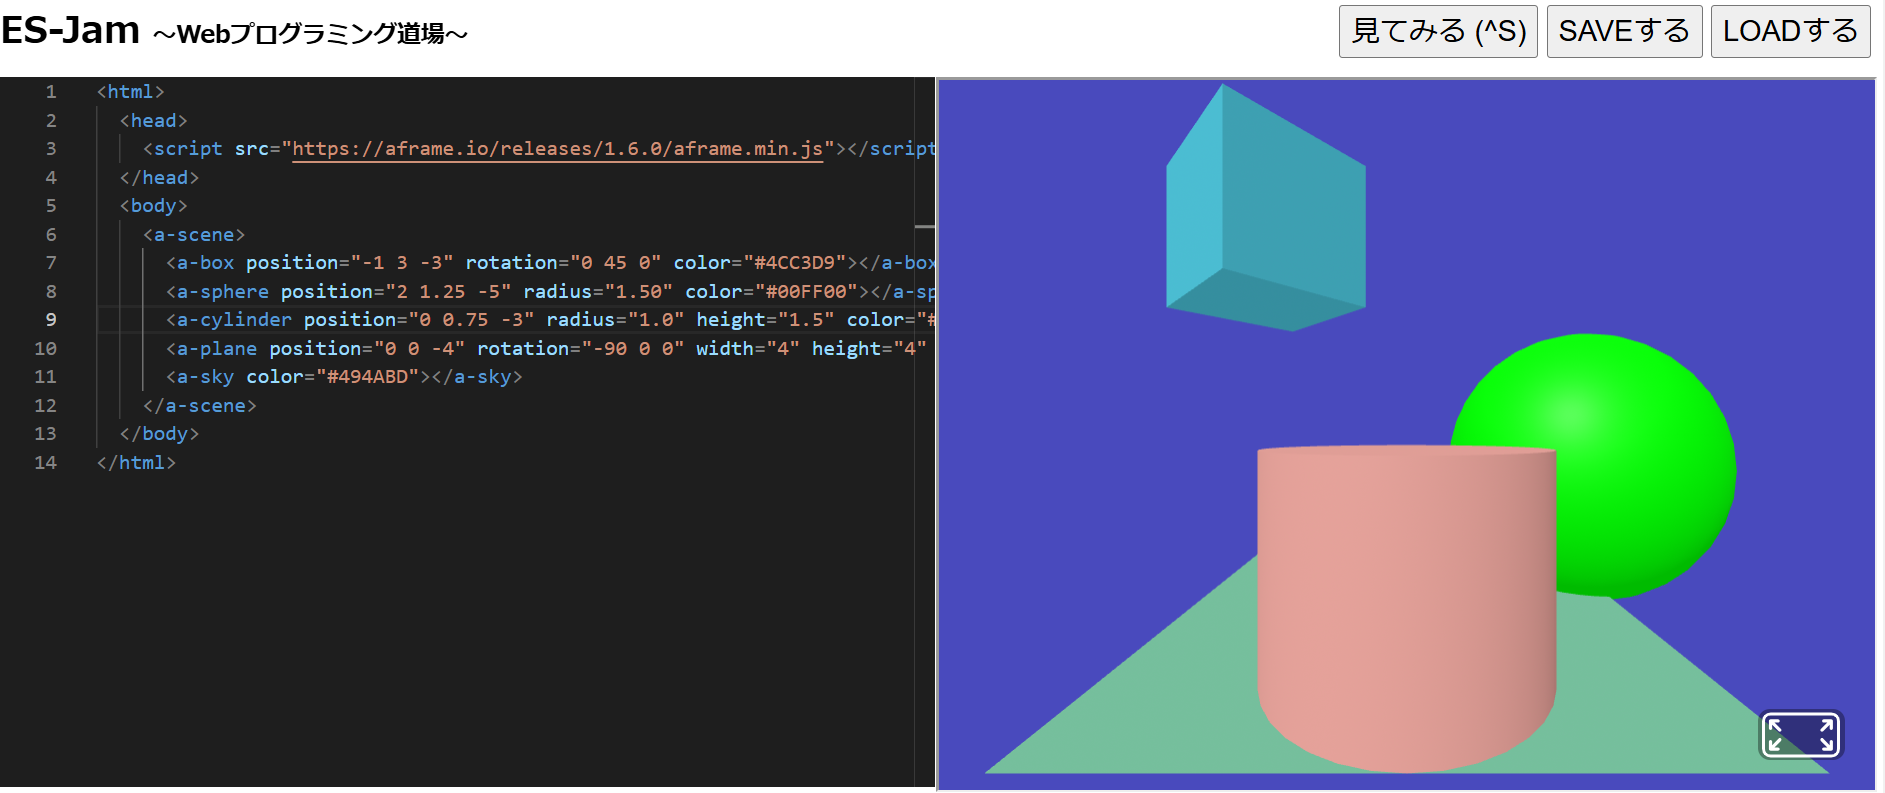 ES-Jam ～Webプログラミング道場～
見てみる (^S) SAVEする LOADする
1 <html>
2 <head>
3 <script src="https://aframe.io/releases/1.6.0/aframe.min.js"></script
4 </head>
5 <body>
6 <a-scene>
7 <a-box position="-1 3 -3" rotation="0 45 0" color="#4CC3D9"></a-box
8 <a-sphere position="2 1.25 -5" radius="1.50" color="#00FF00"></a-sp
9 <a-cylinder position="0 0.75 -3" radius="1.0" height="1.5" color="#
10 <a-plane position="0 0 -4" rotation="-90 0 0" width="4" height="4"
11 <a-sky color="#494ABD"></a-sky>
12 </a-scene>
13 </body>
14 </html>